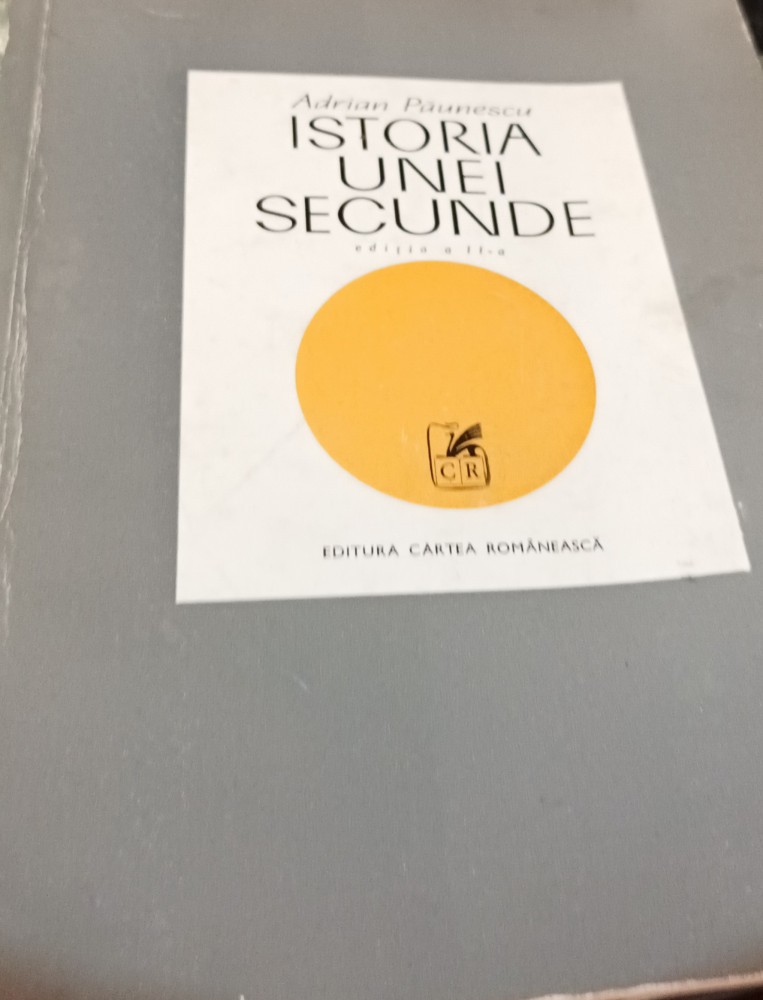 Adrian Păunescu
ISTORIA
UNEI
SECUNDE
ediția a II-a
CR
EDITURA CARTEA ROMÂNEASCĂ